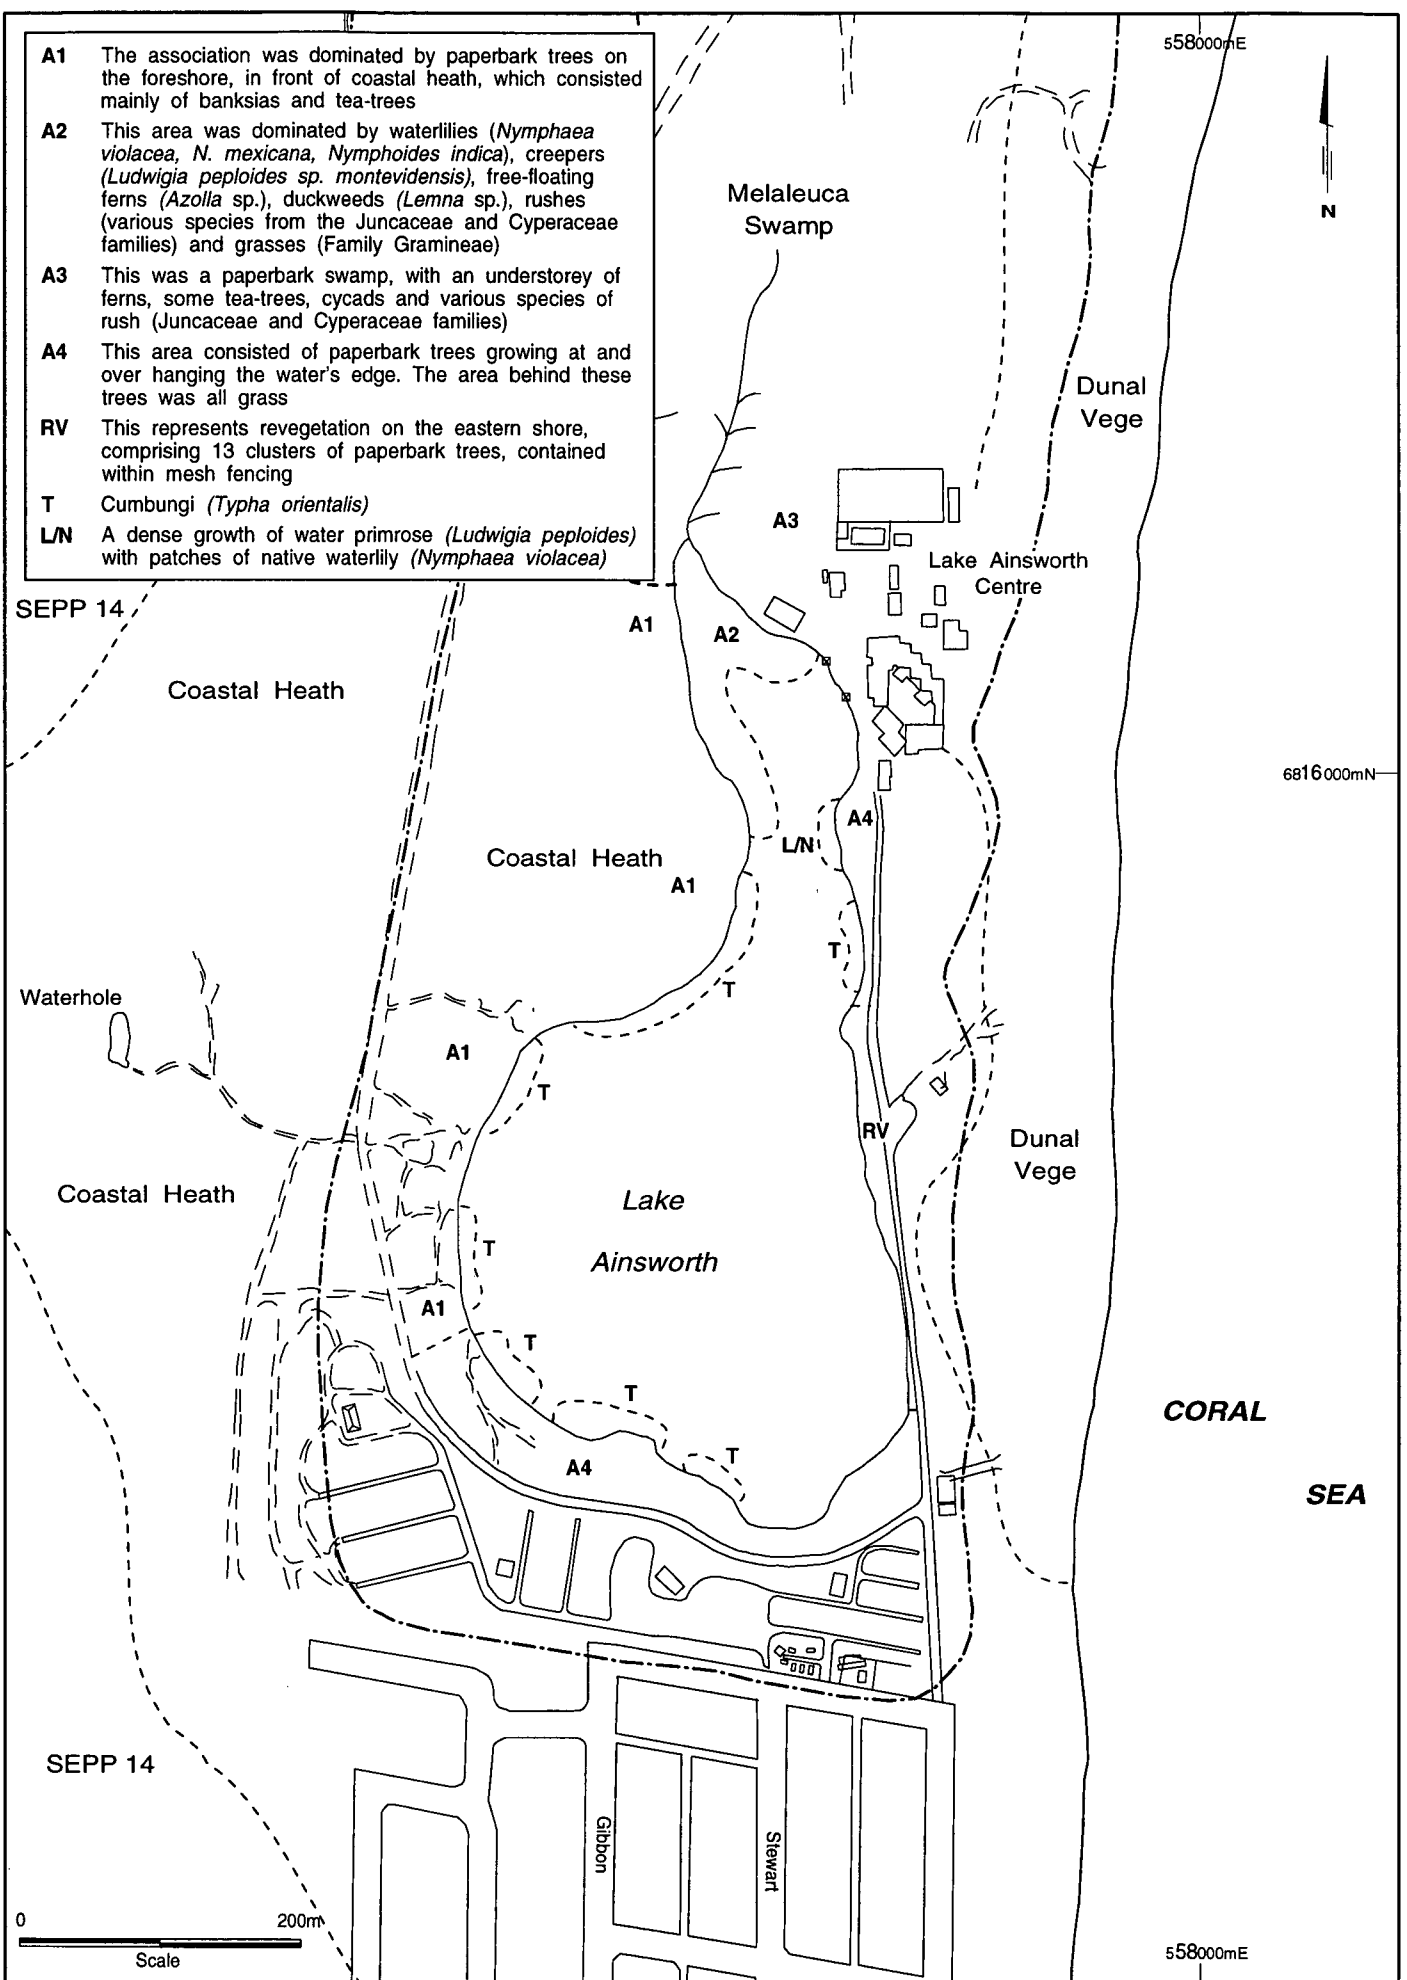 A1 The association was dominated by paperbark trees on
the foreshore, in front of coastal heath, which consisted
mainly of banksias and tea-trees
A2 This area was dominated by waterlilies (Nymphaea
violacea, N. mexicana, Nymphoides indica), creepers
(Ludwigia peploides sp. montevidensis), free-floating
ferns (Azolla sp.), duckweeds (Lemna sp.), rushes
(various species from the Juncaceae and Cyperaceae
families) and grasses (Family Gramineae)
A3 This was a paperbark swamp, with an understorey of
ferns, some tea-trees, cycads and various species of
rush (Juncaceae and Cyperaceae families)
A4 This area consisted of paperbark trees growing at and
over hanging the water's edge. The area behind these
trees was all grass
RV This represents revegetation on the eastern shore,
comprising 13 clusters of paperbark trees, contained
within mesh fencing
T Cumbungi (Typha orientalis)
L/N A dense growth of water primrose (Ludwigia peploides)
with patches of native waterlily (Nymphaea violacea)
558000mE
N
Melaleuca
Swamp
Dunal
Vege
A3
Lake Ainsworth
Centre
SEPP 14
A1
A2
Coastal Heath
6816000mN
A4
L/N
Coastal Heath
A1
T
T
Waterhole
A1
T
RV
Dunal
Vege
Coastal Heath
Lake
Ainsworth
T
A1
T
T
CORAL
T
A4
SEA
SEPP 14
Gibbon
Stewart
0 200m
Scale
558000mE